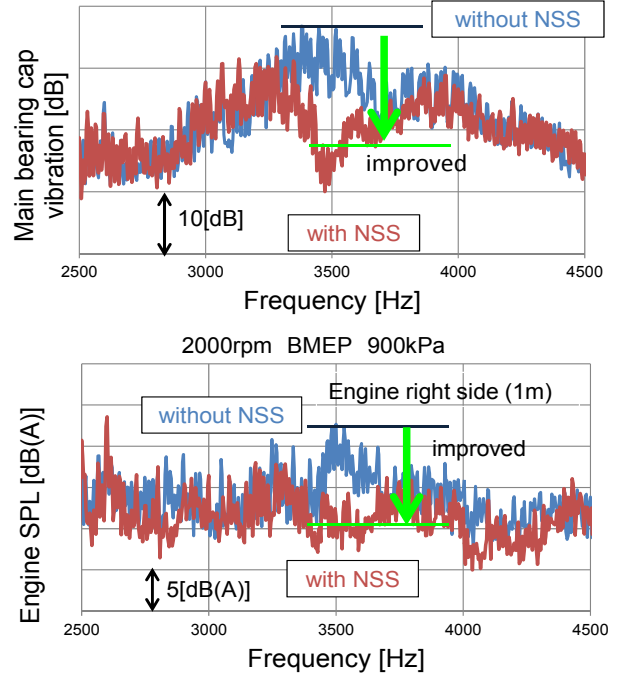 without NSS
Main bearing cap
vibration [dB]
improved
10[dB]
with NSS
2500 3000 3500 4000 4500
Frequency [Hz]
2000rpm BMEP 900kPa
Engine right side (1m)
without NSS
improved
Engine SPL [dB(A)]
5[dB(A)]
with NSS
2500 3000 3500 4000 4500
Frequency [Hz]